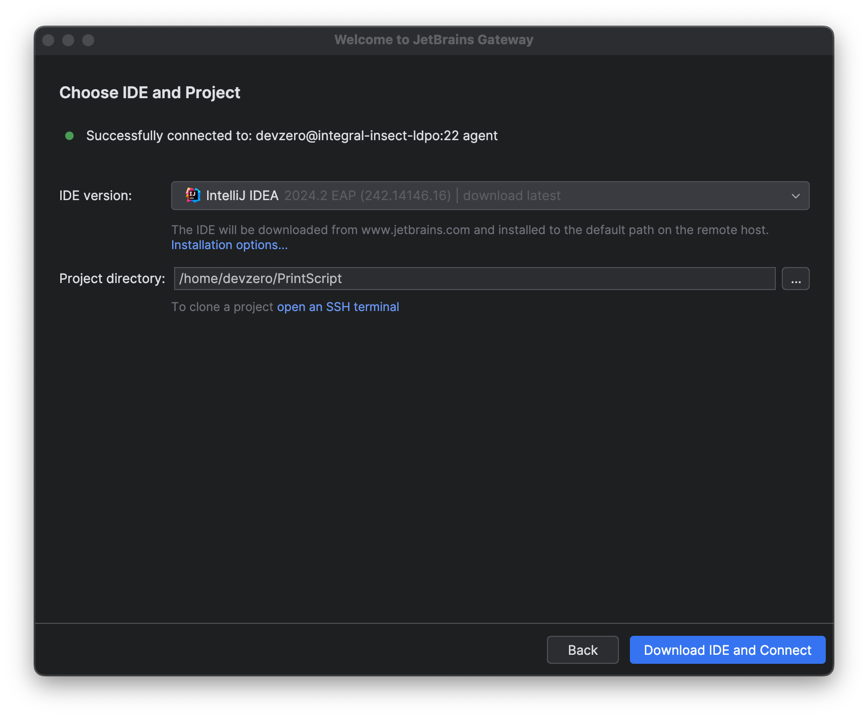 Welcome to JetBrains Gateway
Choose IDE and Project
Successfully connected to: devzero@integral-insect-ldpo:22 agent
IDE version: IntelliJ IDEA 2024.2 EAP (242.14146.16) | download latest
The IDE will be downloaded from www.jetbrains.com and installed to the default path on the remote host.
Installation options...
Project directory: /home/devzero/PrintScript ...
To clone a project open an SSH terminal
Back Download IDE and Connect